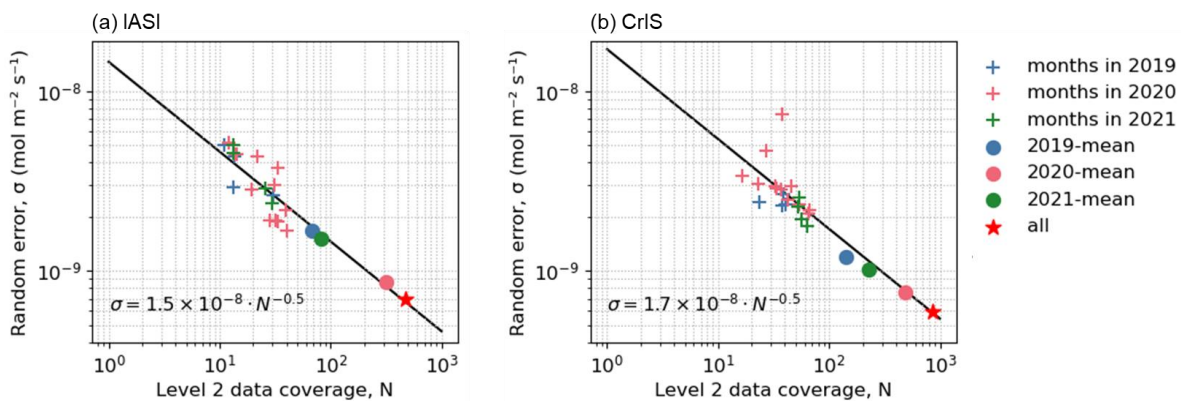 (a) IASI
Random error, σ (mol m⁻² s⁻¹)
10⁻⁸
10⁻⁹
σ = 1.5 × 10⁻⁸ · N⁻⁰·⁵
10⁰ 10¹ 10² 10³
Level 2 data coverage, N
(b) CrIS
Random error, σ (mol m⁻² s⁻¹)
10⁻⁸
10⁻⁹
σ = 1.7 × 10⁻⁸ · N⁻⁰·⁵
10⁰ 10¹ 10² 10³
Level 2 data coverage, N
months in 2019
months in 2020
months in 2021
2019-mean
2020-mean
2021-mean
all